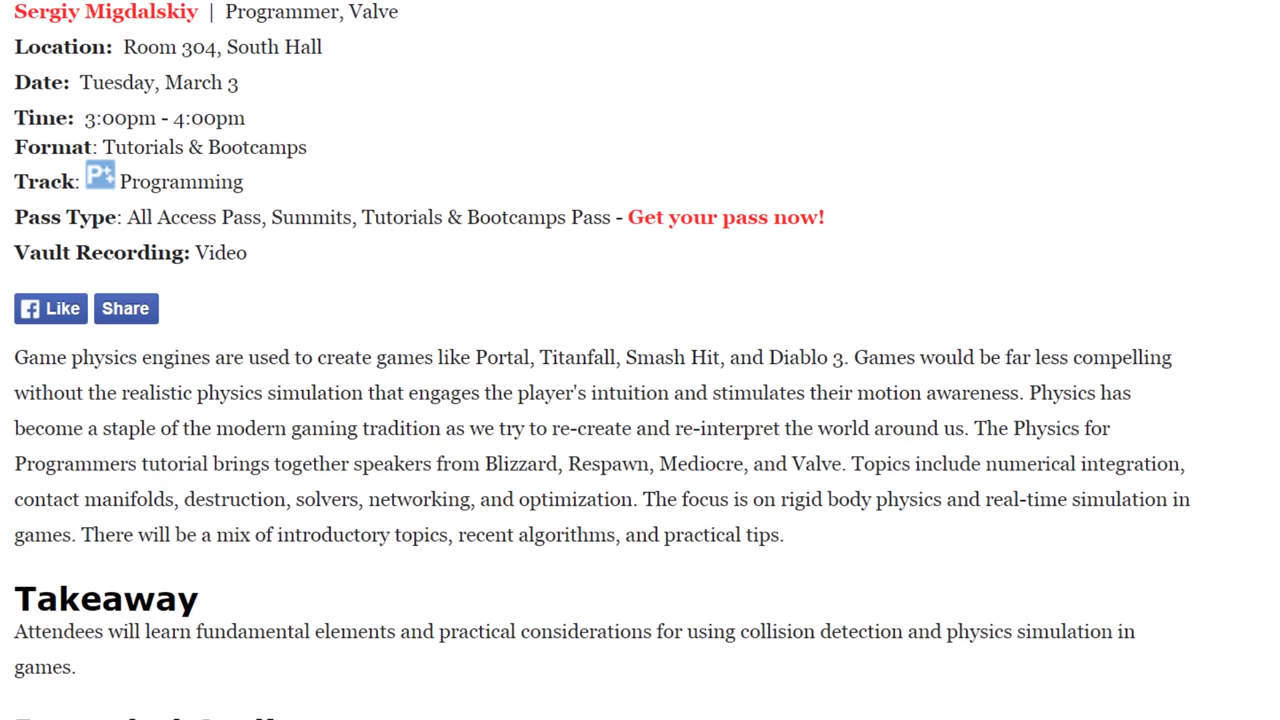 Sergiy Migdalskiy | Programmer, Valve
Location: Room 304, South Hall
Date: Tuesday, March 3
Time: 3:00pm - 4:00pm
Format: Tutorials & Bootcamps
Track: P Programming
Pass Type: All Access Pass, Summits, Tutorials & Bootcamps Pass - Get your pass now!
Vault Recording: Video
Like Share
Game physics engines are used to create games like Portal, Titanfall, Smash Hit, and Diablo 3. Games would be far less compelling
without the realistic physics simulation that engages the player's intuition and stimulates their motion awareness. Physics has
become a staple of the modern gaming tradition as we try to re-create and re-interpret the world around us. The Physics for
Programmers tutorial brings together speakers from Blizzard, Respawn, Mediocre, and Valve. Topics include numerical integration,
contact manifolds, destruction, solvers, networking, and optimization. The focus is on rigid body physics and real-time simulation in
games. There will be a mix of introductory topics, recent algorithms, and practical tips.
Takeaway
Attendees will learn fundamental elements and practical considerations for using collision detection and physics simulation in
games.